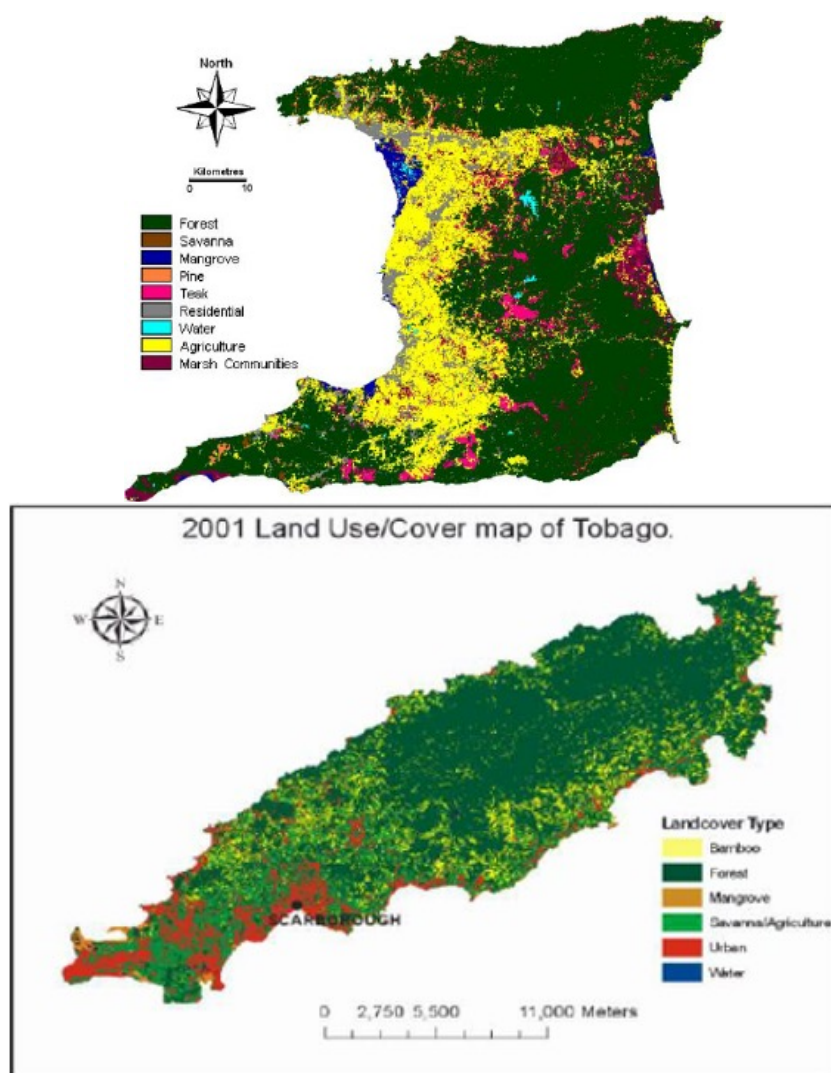 North
Kilometres
0 10
Forest
Savanna
Mangrove
Pine
Teak
Residential
Water
Agriculture
Marsh Communities
2001 Land Use/Cover map of Tobago.
N
W E
S
Landcover Type
Bamboo
Forest
Mangrove
Savanna/Agriculture
Urban
Water
SCARBOROUGH
0 2,750 5,500 11,000 Meters